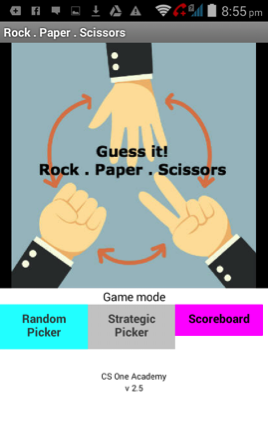 8:55 pm
Rock . Paper . Scissors
Guess it!
Rock . Paper . Scissors
Game mode
Random
Picker
Strategic
Picker
Scoreboard
CS One Academy
v 2.5